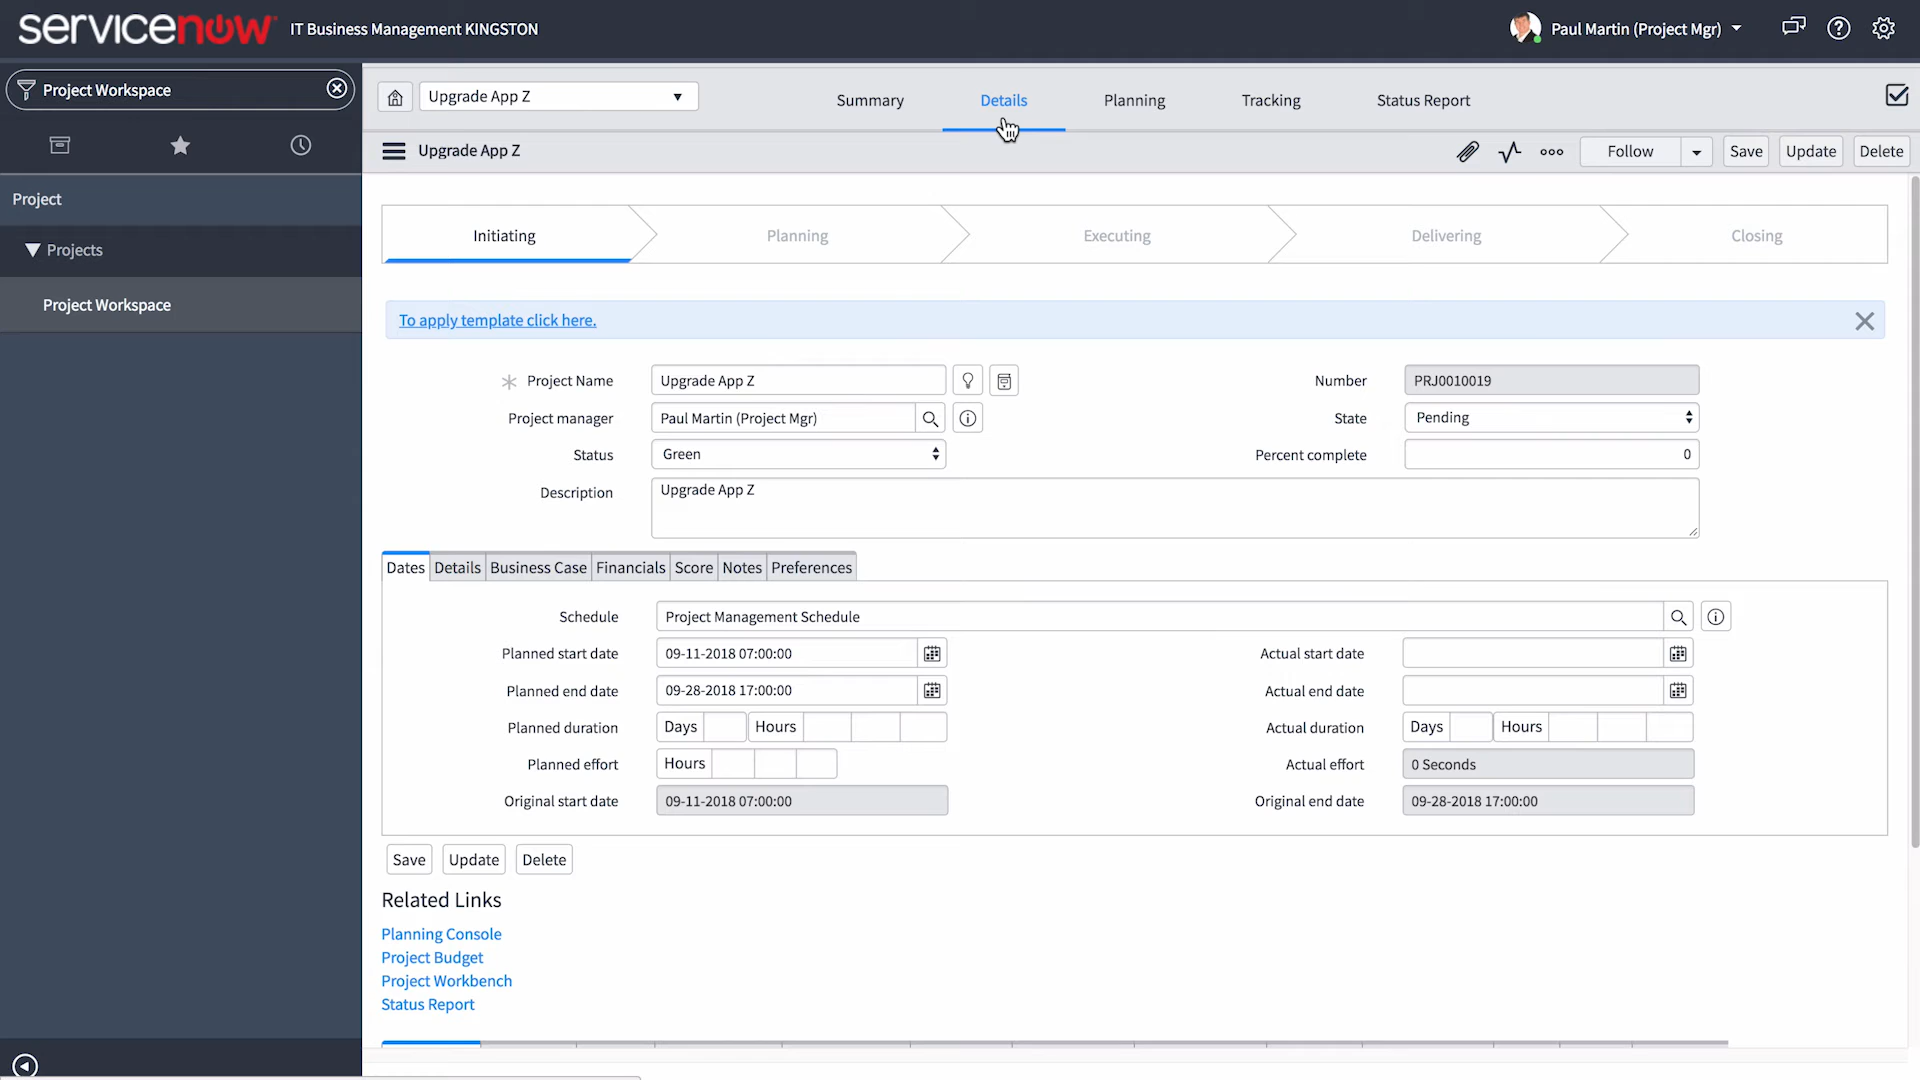 servicenow IT Business Management KINGSTON Paul Martin (Project Mgr)
Project Workspace
Upgrade App Z Summary Details Planning Tracking Status Report
Upgrade App Z Follow Save Update Delete
Project
Projects
Project Workspace
Initiating Planning Executing Delivering Closing
To apply template click here.
Project Name Upgrade App Z Number PRJ0010019
Project manager Paul Martin (Project Mgr) State Pending
Status Green Percent complete 0
Description Upgrade App Z
Dates Details Business Case Financials Score Notes Preferences
Schedule Project Management Schedule
Planned start date 09-11-2018 07:00:00 Actual start date
Planned end date 09-28-2018 17:00:00 Actual end date
Planned duration Days Hours Actual duration Days Hours
Planned effort Hours Actual effort 0 Seconds
Original start date 09-11-2018 07:00:00 Original end date 09-28-2018 17:00:00
Save Update Delete
Related Links
Planning Console
Project Budget
Project Workbench
Status Report